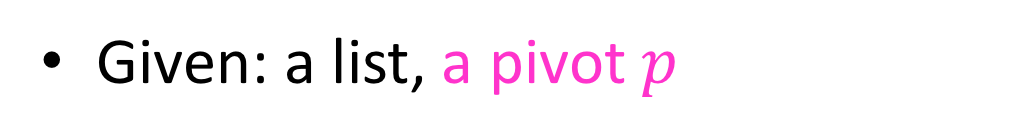 • Given: a list, a pivot p